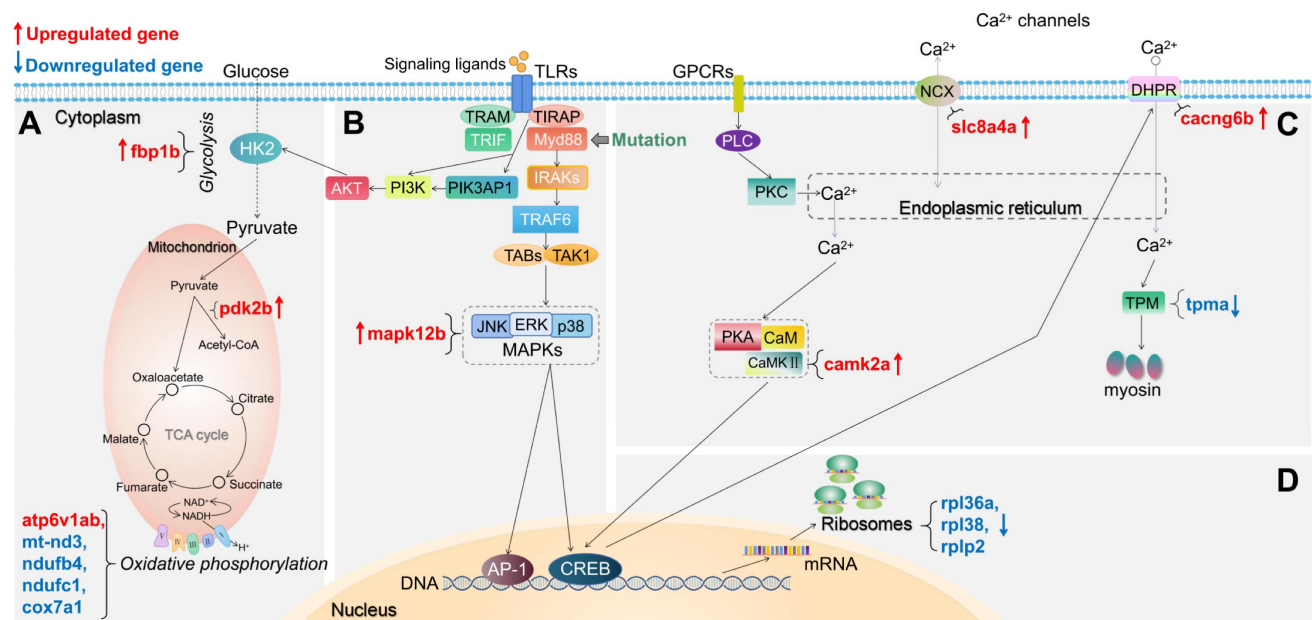 Upregulated gene
Downregulated gene
Glucose
Signaling ligands
TLRs
GPCRs
Ca²⁺ channels
Ca²⁺
Ca²⁺
NCX
DHPR
A
Cytoplasm
fbp1b
HK2
Glycolysis
Pyruvate
Mitochondrion
Pyruvate
pdk2b
Acetyl-CoA
Oxaloacetate
Citrate
TCA cycle
Malate
Fumarate
Succinate
NAD⁺
NADH
V
IV
III
II
I
H⁺
atp6v1ab,
mt-nd3,
ndufb4,
ndufc1,
cox7a1
Oxidative phosphorylation
B
TRAM
TIRAP
TRIF
Myd88
Mutation
IRAKs
AKT
PI3K
PIK3AP1
TRAF6
TABs
TAK1
mapk12b
JNK
ERK
p38
MAPKs
C
slc8a4a
cacng6b
PLC
PKC
Ca²⁺
Endoplasmic reticulum
Ca²⁺
Ca²⁺
TPM
tpma
myosin
PKA
CaM
CaMKⅡ
camk2a
D
Ribosomes
rpl36a,
rpl38,
rplp2
mRNA
AP-1
CREB
DNA
Nucleus